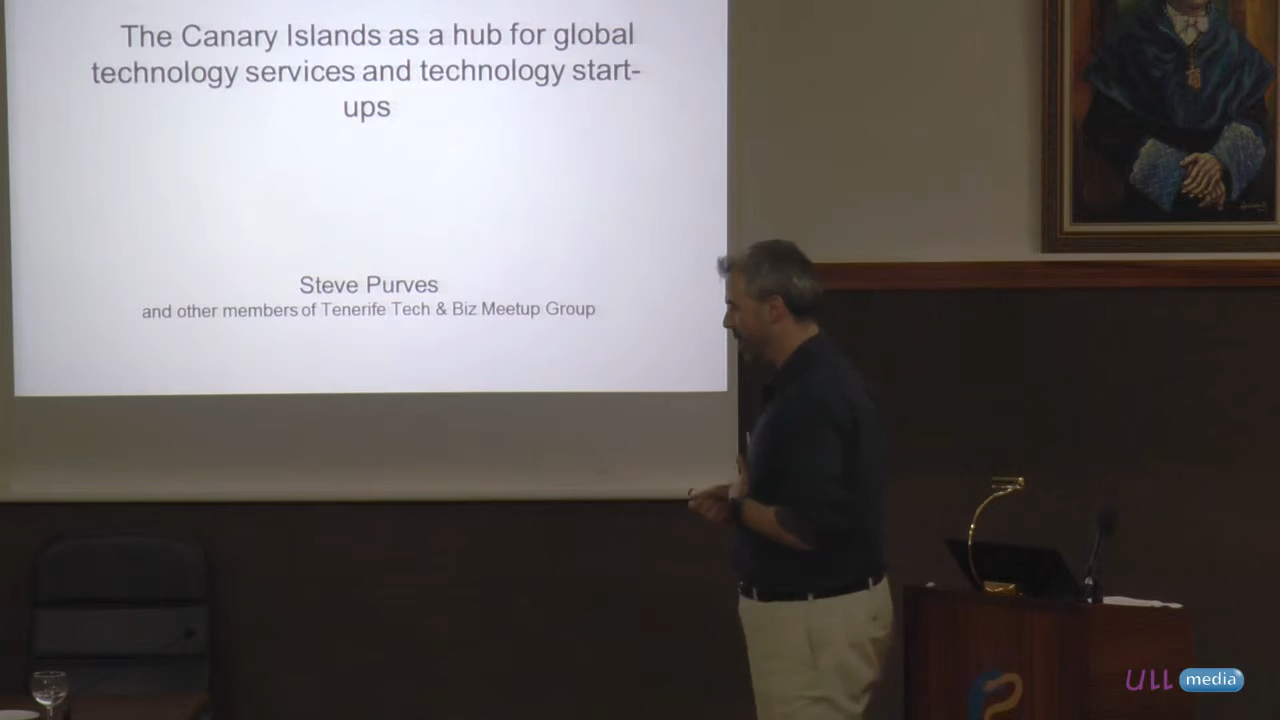 The Canary Islands as a hub for global
technology services and technology start-
ups
Steve Purves
and other members of Tenerife Tech & Biz Meetup Group
ULL media